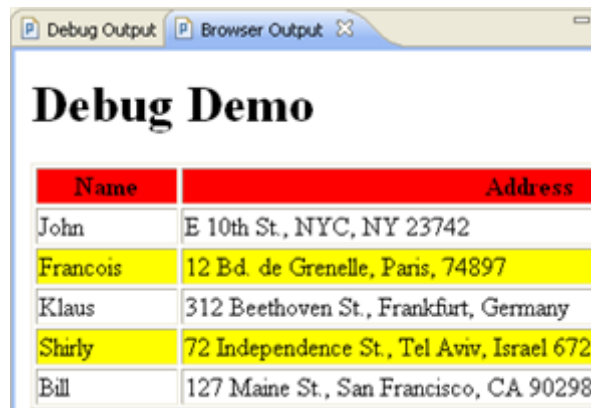 Debug Output Browser Output
Debug Demo
Name Address
John E 10th St., NYC, NY 23742
Francois 12 Bd. de Grenelle, Paris, 74897
Klaus 312 Beethoven St., Frankfurt, Germany
Shirly 72 Independence St., Tel Aviv, Israel 672
Bill 127 Maine St., San Francisco, CA 90298